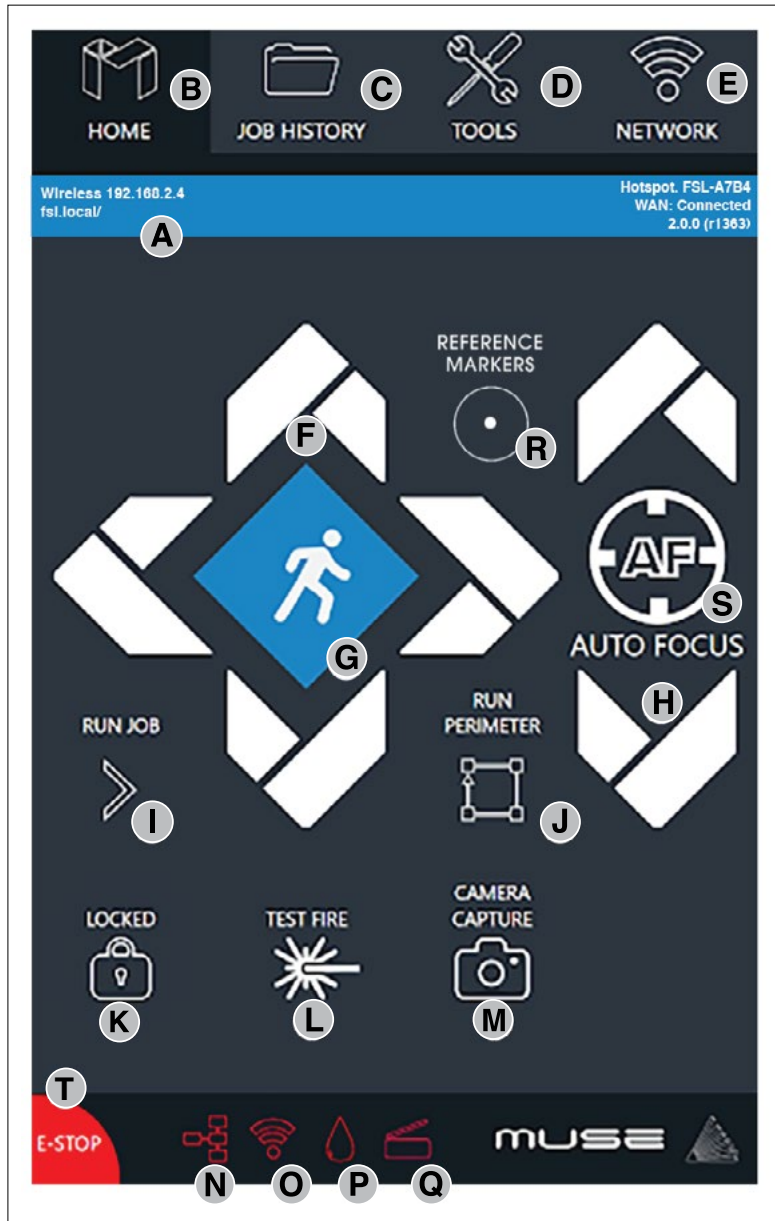 B
C
D
E
HOME
JOB HISTORY
TOOLS
NETWORK
Wireless 192.168.2.4
fsl.local/
Hotspot. FSL-A7B4
WAN: Connected
2.0.0 (r1363)
A
REFERENCE
MARKERS
F
R
AF
S
AUTO FOCUS
G
H
RUN JOB
RUN
PERIMETER
I
J
LOCKED
TEST FIRE
CAMERA
CAPTURE
K
L
M
T
E-STOP
muse
N
O
P
Q